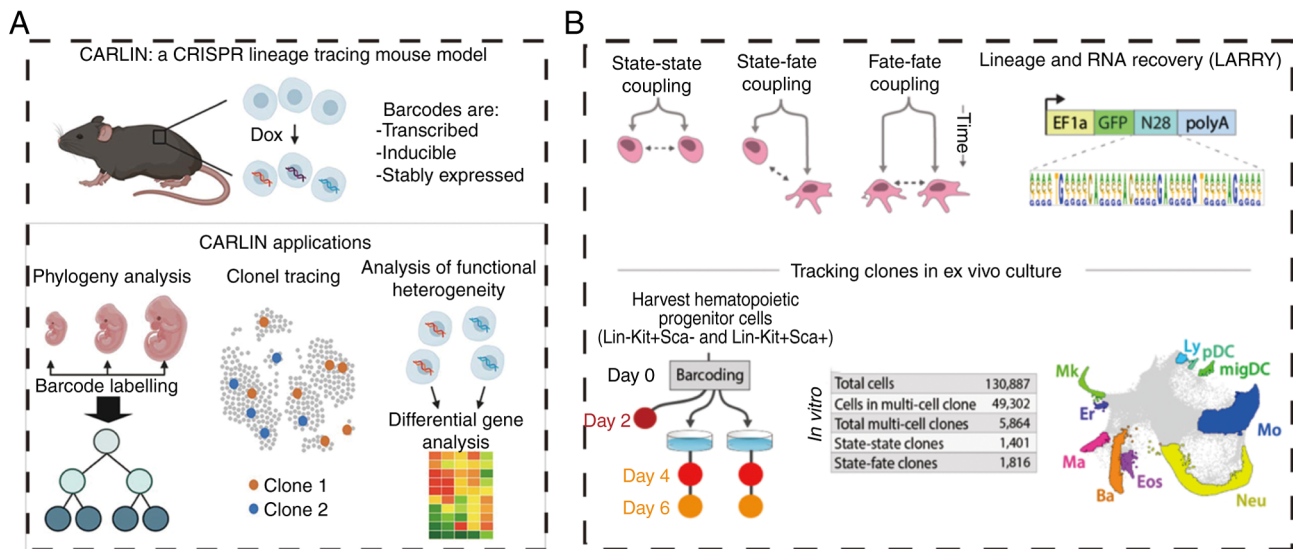 A
CARLIN: a CRISPR lineage tracing mouse model
Dox
Barcodes are:
-Transcribed
-Inducible
-Stably expressed
CARLIN applications
Phylogeny analysis
Barcode labelling
Clonel tracing
Clone 1
Clone 2
Analysis of functional
heterogeneity
Differential gene
analysis
B
State-state
coupling
State-fate
coupling
Fate-fate
coupling
Time
Lineage and RNA recovery (LARRY)
EF1a GFP N28 polyA
Tracking clones in ex vivo culture
Harvest hematopoietic
progenitor cells
(Lin-Kit+Sca- and Lin-Kit+Sca+)
Day 0
Barcoding
Day 2
Day 4
Day 6
In vitro
Total cells 130,887
Cells in multi-cell clone 49,302
Total multi-cell clones 5,864
State-state clones 1,401
State-fate clones 1,816
Ly
pDC
migDC
Mk
Er
Mo
Ma
Ba
Eos
Neu